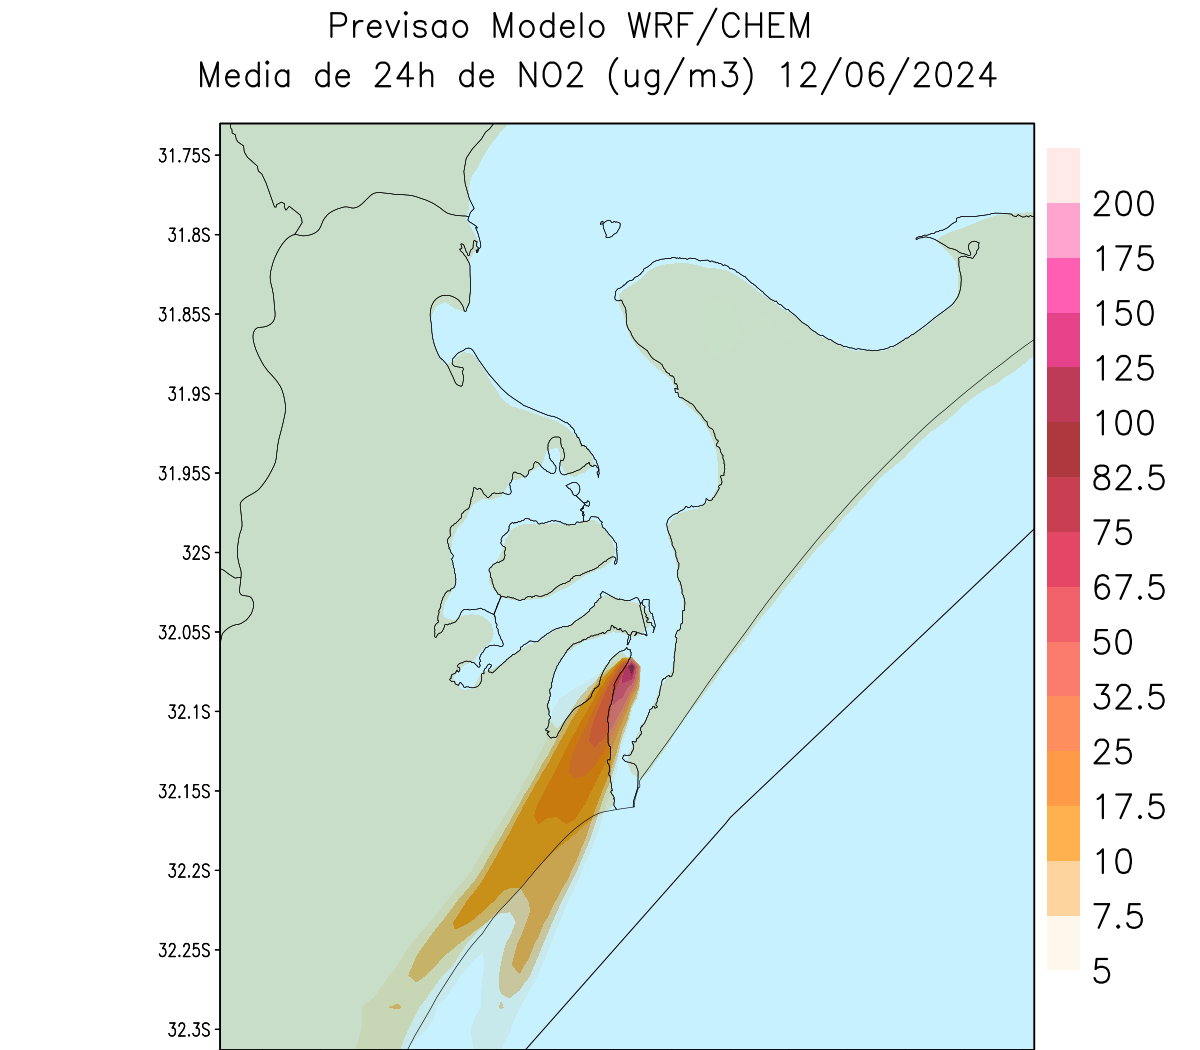 Previsao Modelo WRF/CHEM
Media de 24h de NO2 (ug/m3) 12/06/2024
31.75S
31.8S
31.85S
31.9S
31.95S
32S
32.05S
32.1S
32.15S
32.2S
32.25S
32.3S
200
175
150
125
100
82.5
75
67.5
50
32.5
25
17.5
10
7.5
5